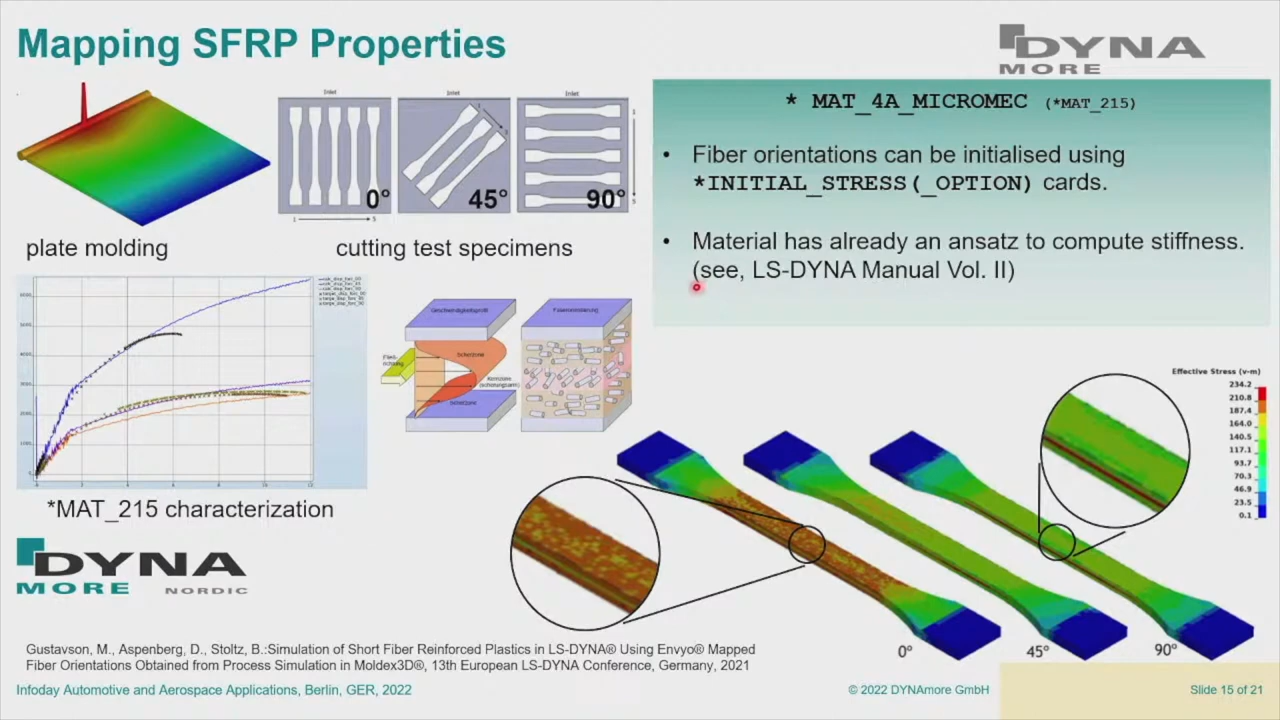 Mapping SFRP Properties
DYNA
MORE
Inlet
Inlet
Inlet
0°
45°
90°
plate molding
cutting test specimens
* MAT_4A_MICROMEC (*MAT_215)
• Fiber orientations can be initialised using
*INITIAL_STRESS(_OPTION) cards.
• Material has already an ansatz to compute stiffness.
(see, LS-DYNA Manual Vol. II)
*MAT_215 characterization
Effective Stress (v-m)
234.2
210.8
187.4
164.0
140.5
117.1
93.7
70.3
46.9
23.5
0.1
0°
45°
90°
DYNA
MORE NORDIC
Gustavson, M., Aspenberg, D., Stoltz, B.:Simulation of Short Fiber Reinforced Plastics in LS-DYNA® Using Envyo® Mapped
Fiber Orientations Obtained from Process Simulation in Moldex3D®, 13th European LS-DYNA Conference, Germany, 2021
Infoday Automotive and Aerospace Applications, Berlin, GER, 2022
© 2022 DYNAmore GmbH
Slide 15 of 21